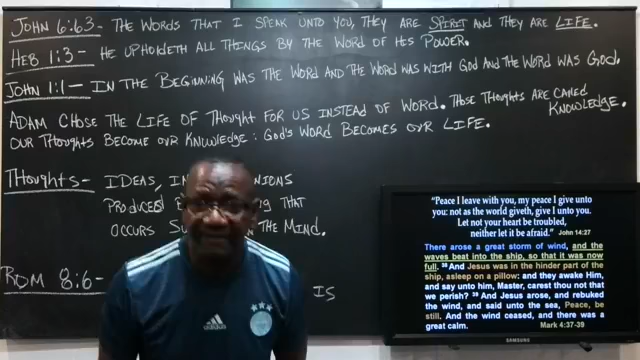 JOHN 6:63- THE WORDS THAT I SPEAK UNTO YOU, THEY ARE SPIRIT AND THEY ARE LIFE.
HEB 1:3- HE UPHOLDETH ALL THINGS BY THE WORD OF HIS POWER.
JOHN 1:1- IN THE BEGINNING WAS THE WORD AND THE WORD WAS WITH GOD AND THE WORD WAS GOD.
ADAM CHOSE THE LIFE OF THOUGHT FOR US INSTEAD OF WORD. THOSE THOUGHTS ARE CALLED
KNOWLEDGE.
OUR THOUGHTS BECOME OUR KNOWLEDGE: GOD'S WORD BECOMES OUR LIFE.
THOUGHTS- IDEAS,
PRODUCED THAT
OCCURS THE MIND.
ROM 8:6- IS
adidas
"Peace I leave with you, my peace I give unto
you: not as the world giveth, give I unto you.
Let not your heart be troubled,
neither let it be afraid." John 14:27
There arose a great storm of wind, and the
waves beat into the ship, so that it was now
full. 38 And Jesus was in the hinder part of the
ship, asleep on a pillow: and they awake Him,
and say unto him, Master, carest thou not that
we perish? 39 And Jesus arose, and rebuked
the wind, and said unto the sea, Peace, be
still. And the wind ceased, and there was a
great calm. Mark 4:37-39
SAMSUNG